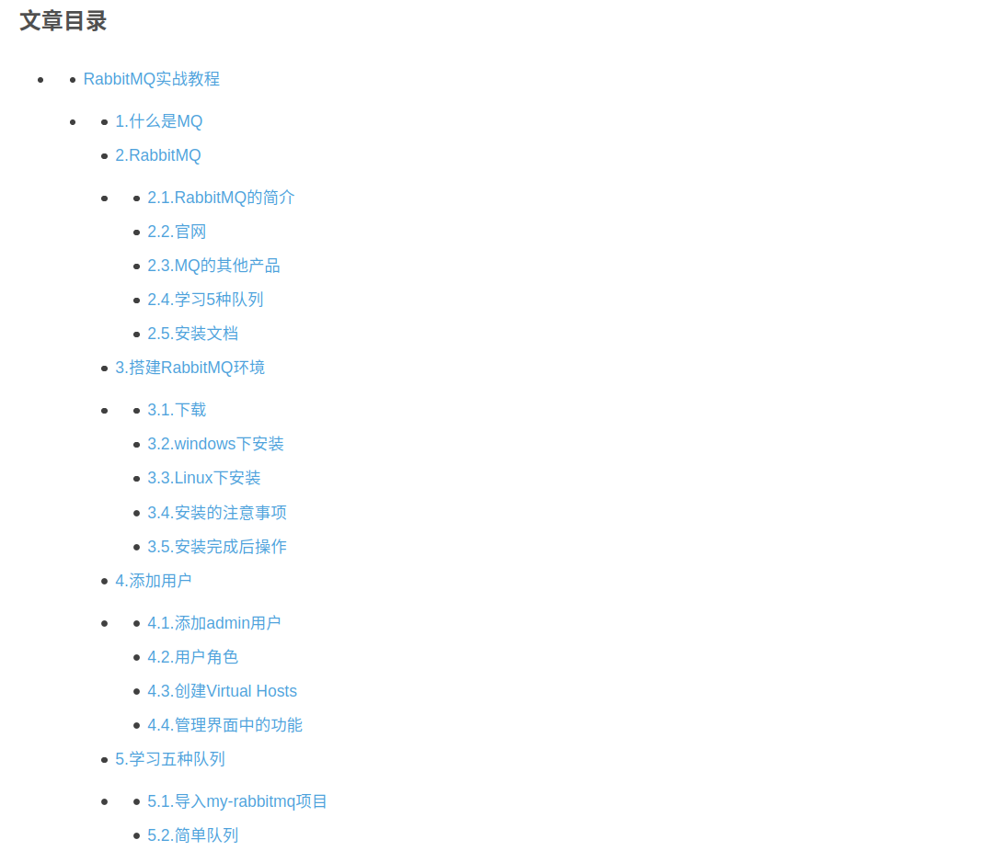 文章目录
RabbitMQ实战教程
1.什么是MQ
2.RabbitMQ
2.1.RabbitMQ的简介
2.2.官网
2.3.MQ的其他产品
2.4.学习5种队列
2.5.安装文档
3.搭建RabbitMQ环境
3.1.下载
3.2.windows下安装
3.3.Linux下安装
3.4.安装的注意事项
3.5.安装完成后操作
4.添加用户
4.1.添加admin用户
4.2.用户角色
4.3.创建Virtual Hosts
4.4.管理界面中的功能
5.学习五种队列
5.1.导入my-rabbitmq项目
5.2.简单队列